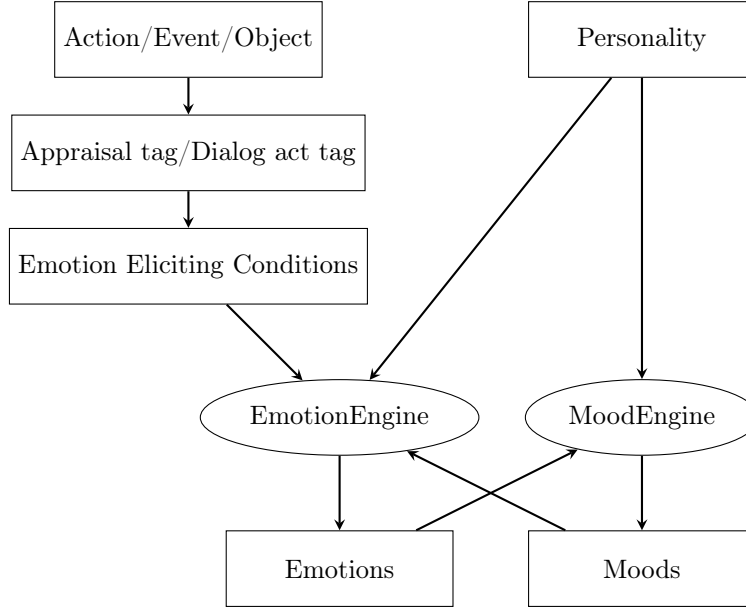 Action/Event/Object
Personality
Appraisal tag/Dialog act tag
Emotion Eliciting Conditions
EmotionEngine
MoodEngine
Emotions
Moods